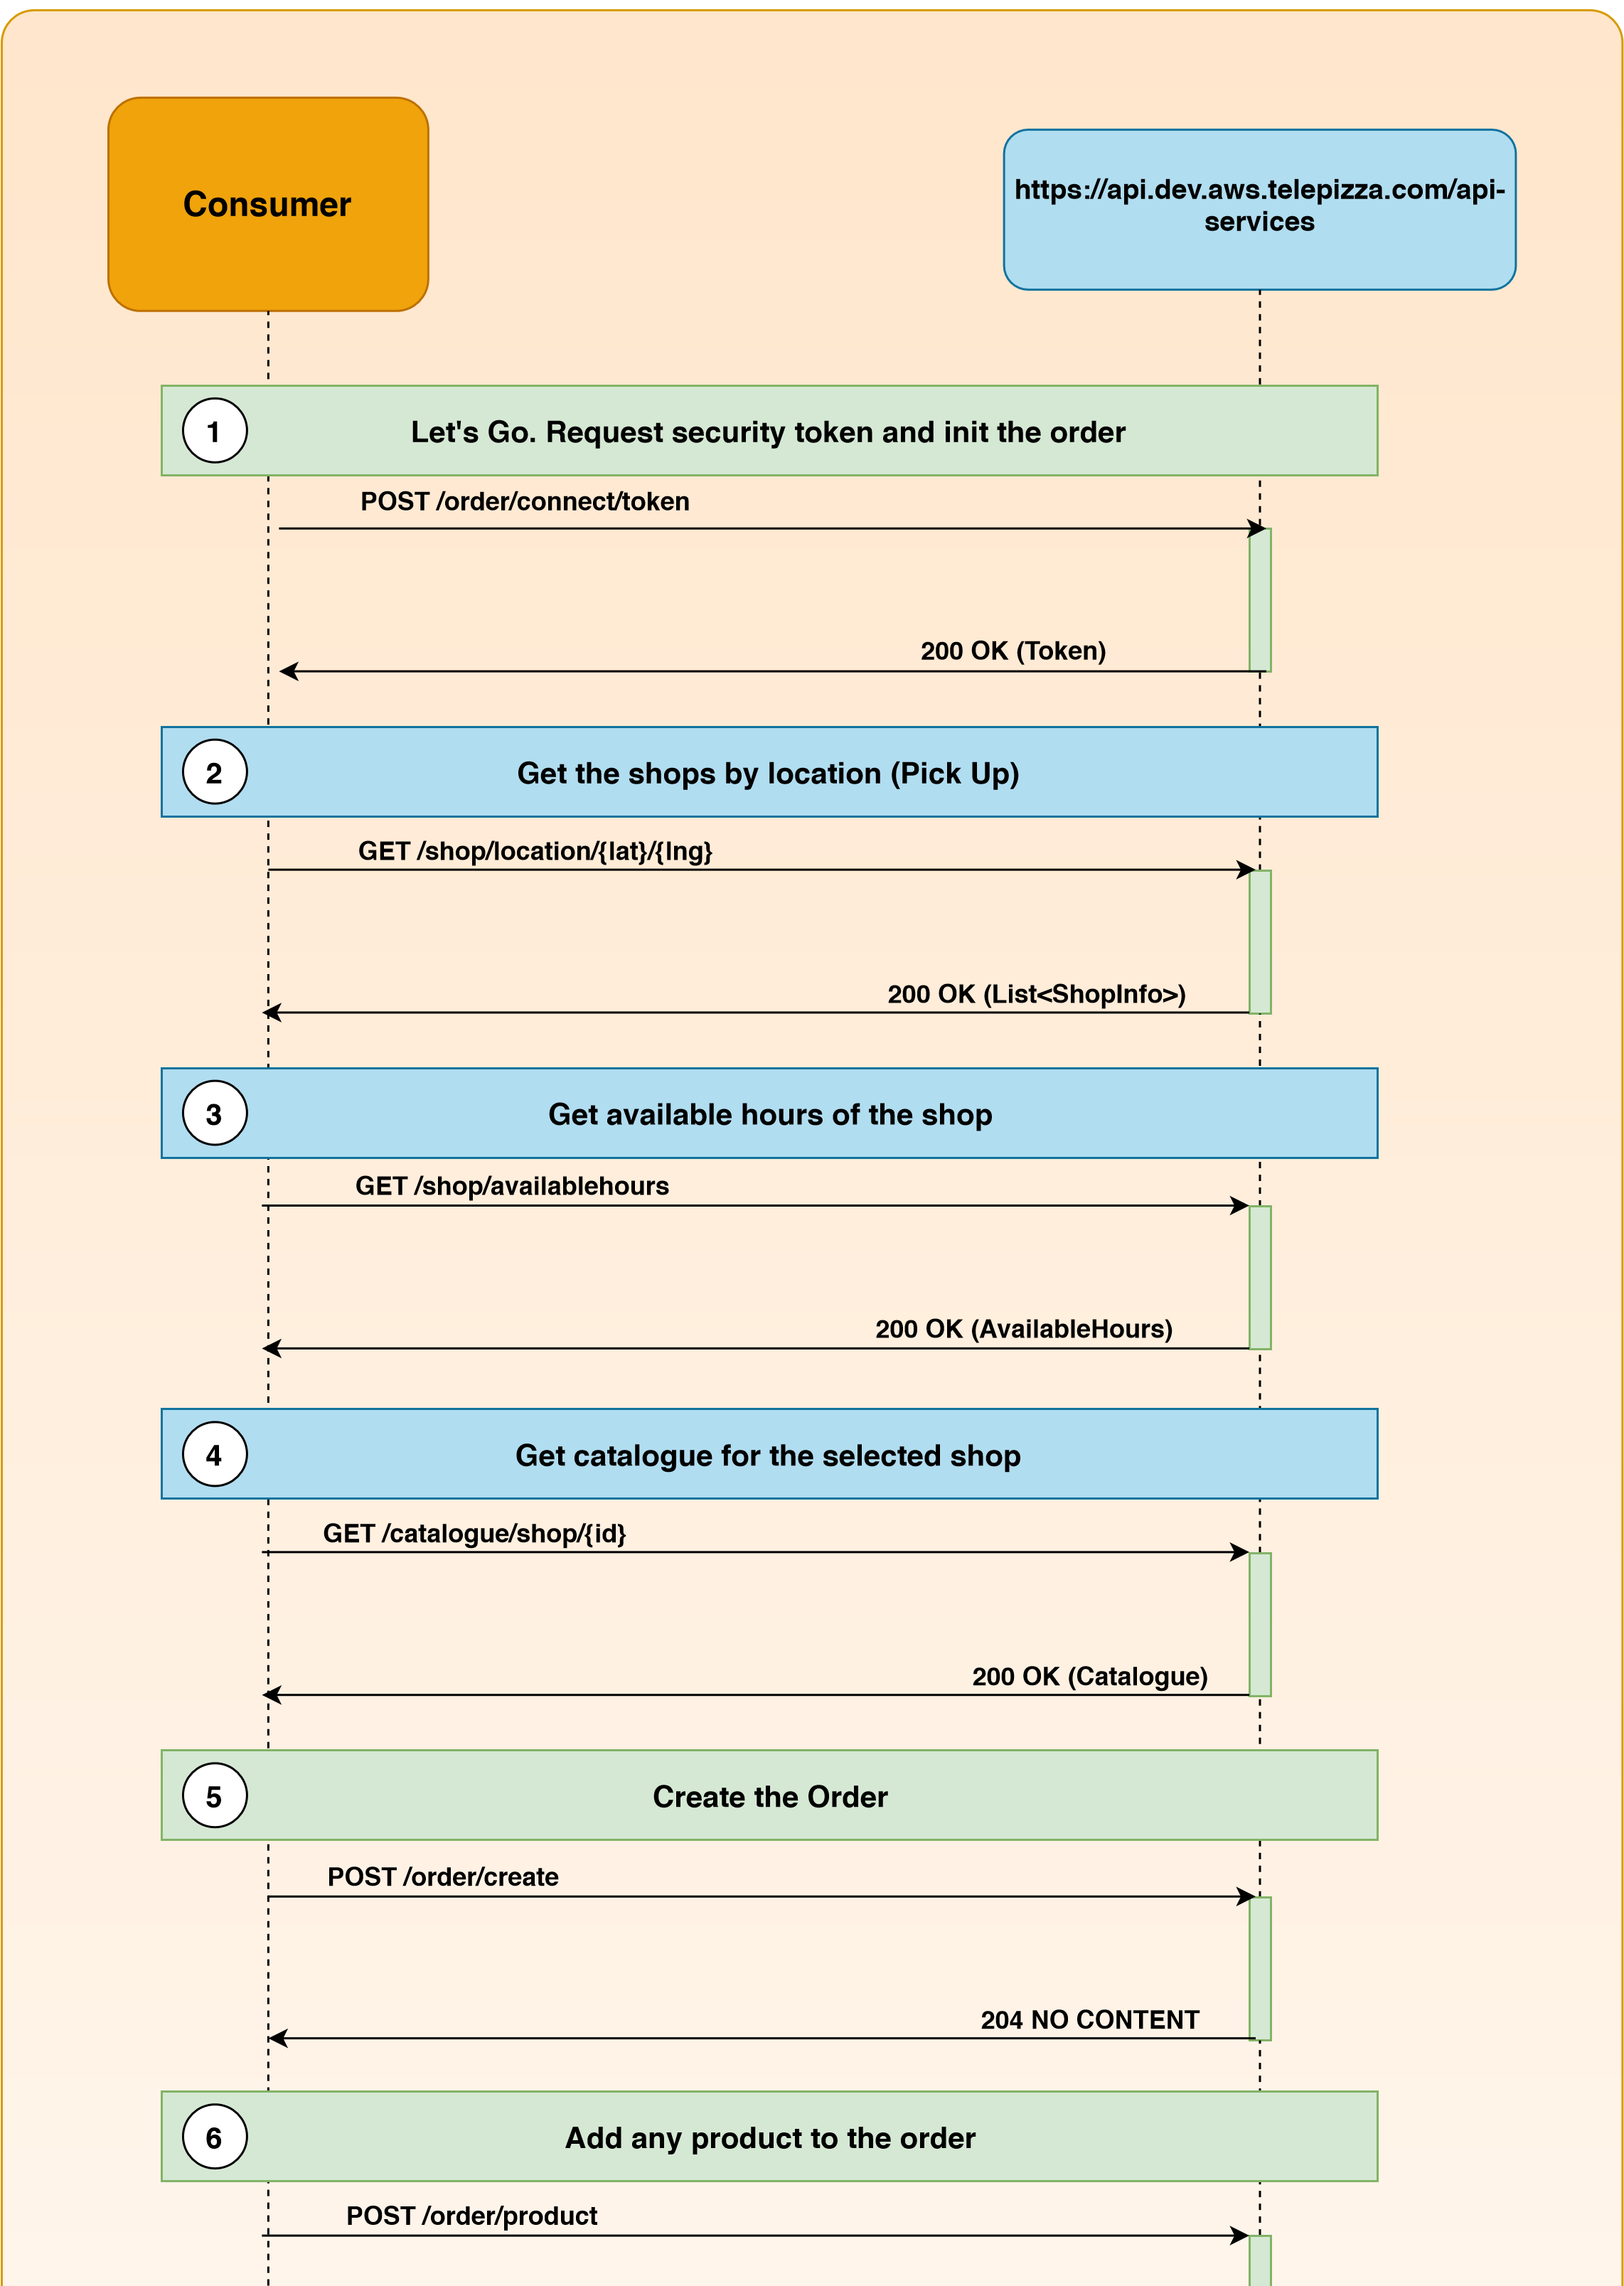 Consumer
https://api.dev.aws.telepizza.com/api-
services
1
Let's Go. Request security token and init the order
POST /order/connect/token
200 OK (Token)
2
Get the shops by location (Pick Up)
GET /shop/location/{lat}/{lng}
200 OK (List<ShopInfo>)
3
Get available hours of the shop
GET /shop/availablehours
200 OK (AvailableHours)
4
Get catalogue for the selected shop
GET /catalogue/shop/{id}
200 OK (Catalogue)
5
Create the Order
POST /order/create
204 NO CONTENT
6
Add any product to the order
POST /order/product